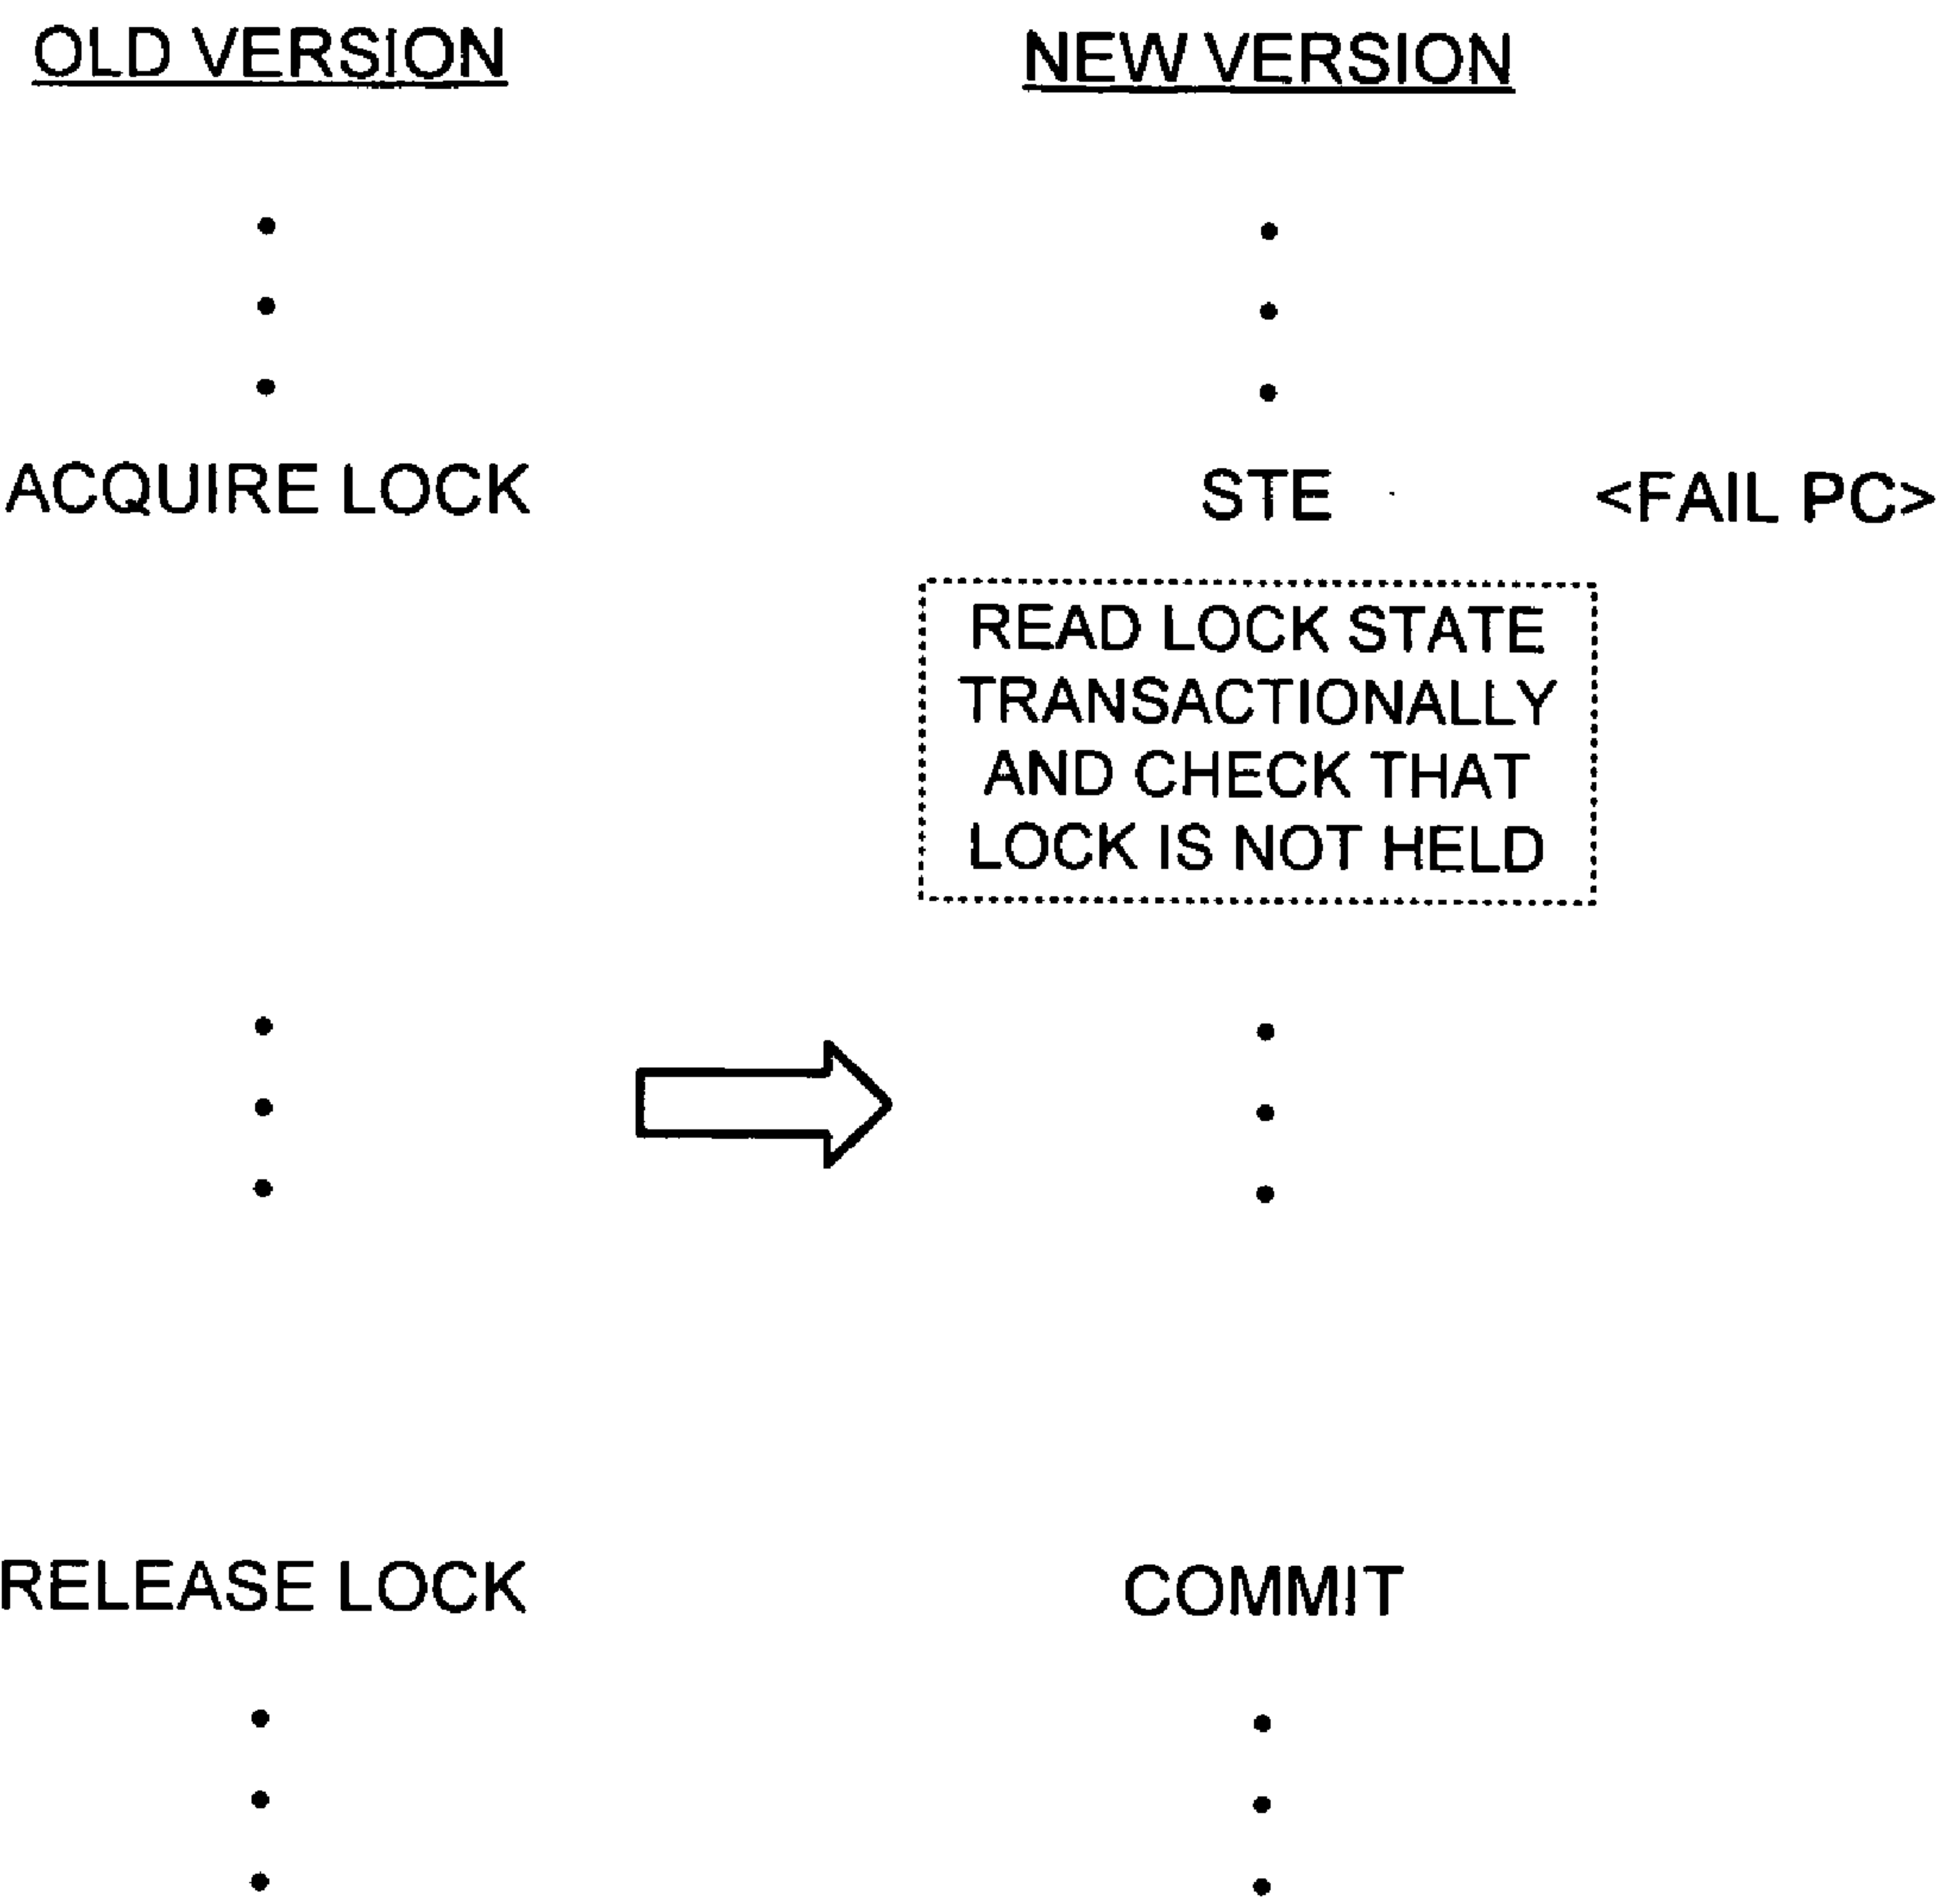 OLD VERSION
NEW VERSION
ACQUIRE LOCK
STE <FAIL PC>
READ LOCK STATE
TRANSACTIONALLY
AND CHECK THAT
LOCK IS NOT HELD
RELEASE LOCK
COMMIT